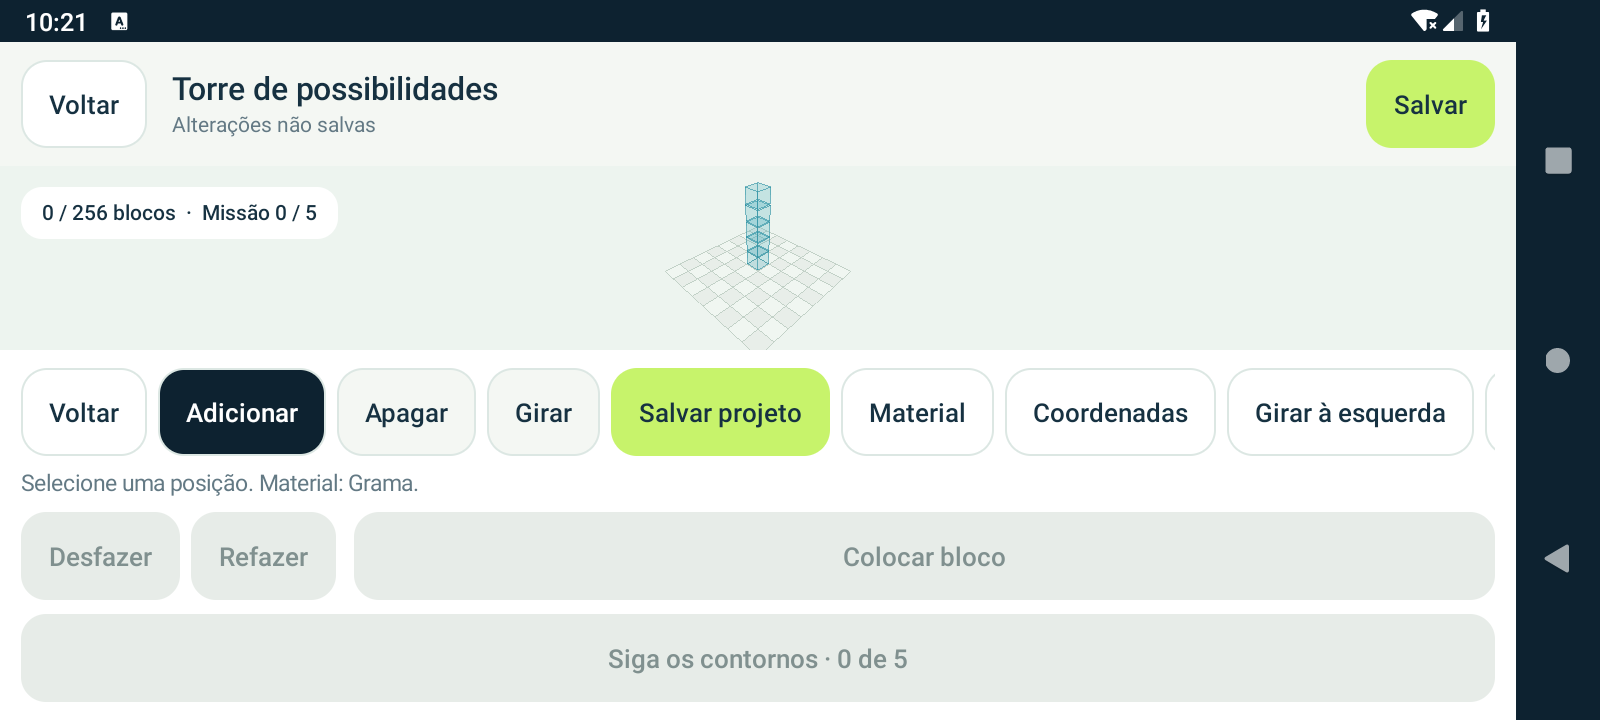 10:21
Voltar
Torre de possibilidades
Alterações não salvas
Salvar
0 / 256 blocos · Missão 0 / 5
Voltar
Adicionar
Apagar
Girar
Salvar projeto
Material
Coordenadas
Girar à esquerda
Selecione uma posição. Material: Grama.
Desfazer
Refazer
Colocar bloco
Siga os contornos · 0 de 5